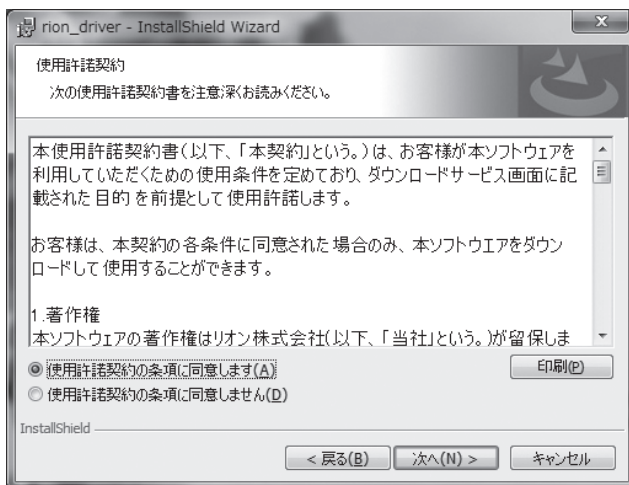 rion_driver - InstallShield Wizard
使用許諾契約
次の使用許諾契約書を注意深くお読みください。
本使用許諾契約書(以下、「本契約」という。)は、お客様が本ソフトウェアを
利用していただくための使用条件を定めており、ダウンロードサービス画面に記
載された目的を前提として使用許諾します。
お客様は、本契約の各条件に同意された場合のみ、本ソフトウエアをダウン
ロードして使用することができます。
1.著作権
本ソフトウェアの著作権はリオン株式会社(以下、「当社」という。)が留保しま
使用許諾契約の条項に同意します(A)
印刷(P)
使用許諾契約の条項に同意しません(D)
InstallShield
< 戻る(B)
次へ(N) >
キャンセル